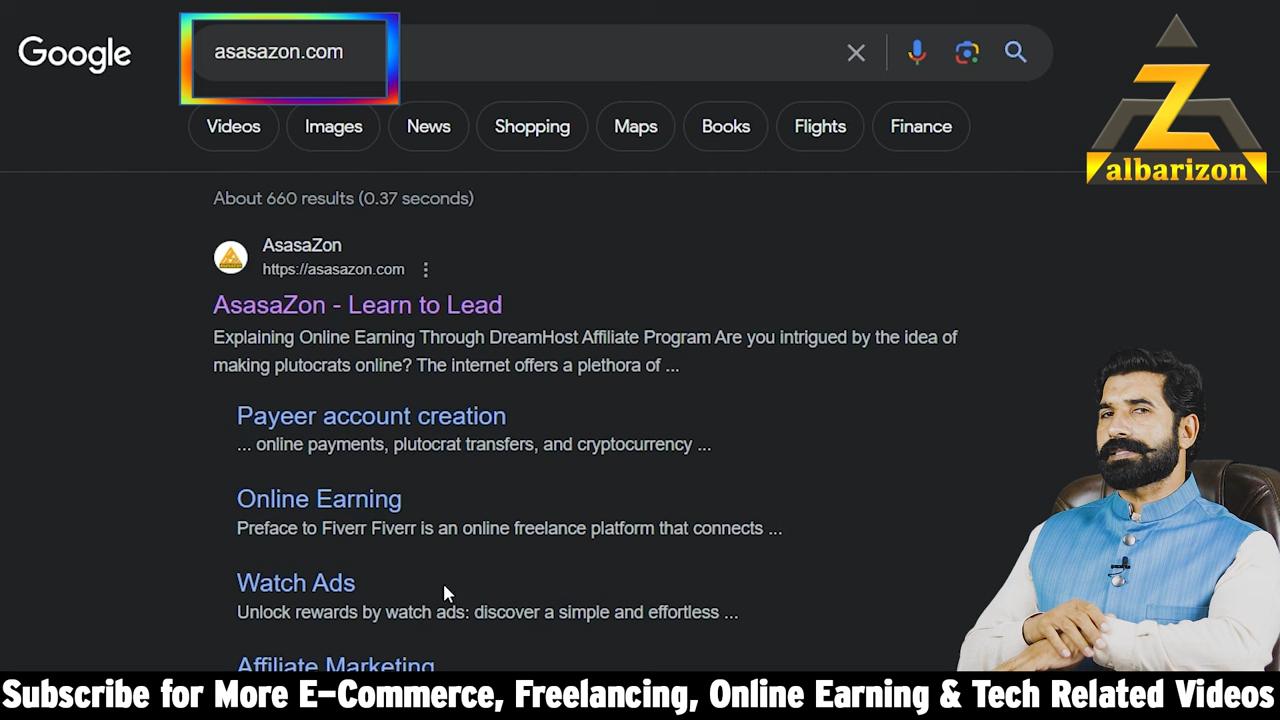 Google
asasazon.com
Videos
Images
News
Shopping
Maps
Books
Flights
Finance
Z
albarizon
About 660 results (0.37 seconds)
AsasaZon
https://asasazon.com
AsasaZon - Learn to Lead
Explaining Online Earning Through DreamHost Affiliate Program Are you intrigued by the idea of
making plutocrats online? The internet offers a plethora of ...
Payeer account creation
... online payments, plutocrat transfers, and cryptocurrency ...
Online Earning
Preface to Fiverr Fiverr is an online freelance platform that connects ...
Watch Ads
Unlock rewards by watch ads: discover a simple and effortless ...
Affiliate Marketing
Subscribe for More E-Commerce, Freelancing, Online Earning & Tech Related Videos